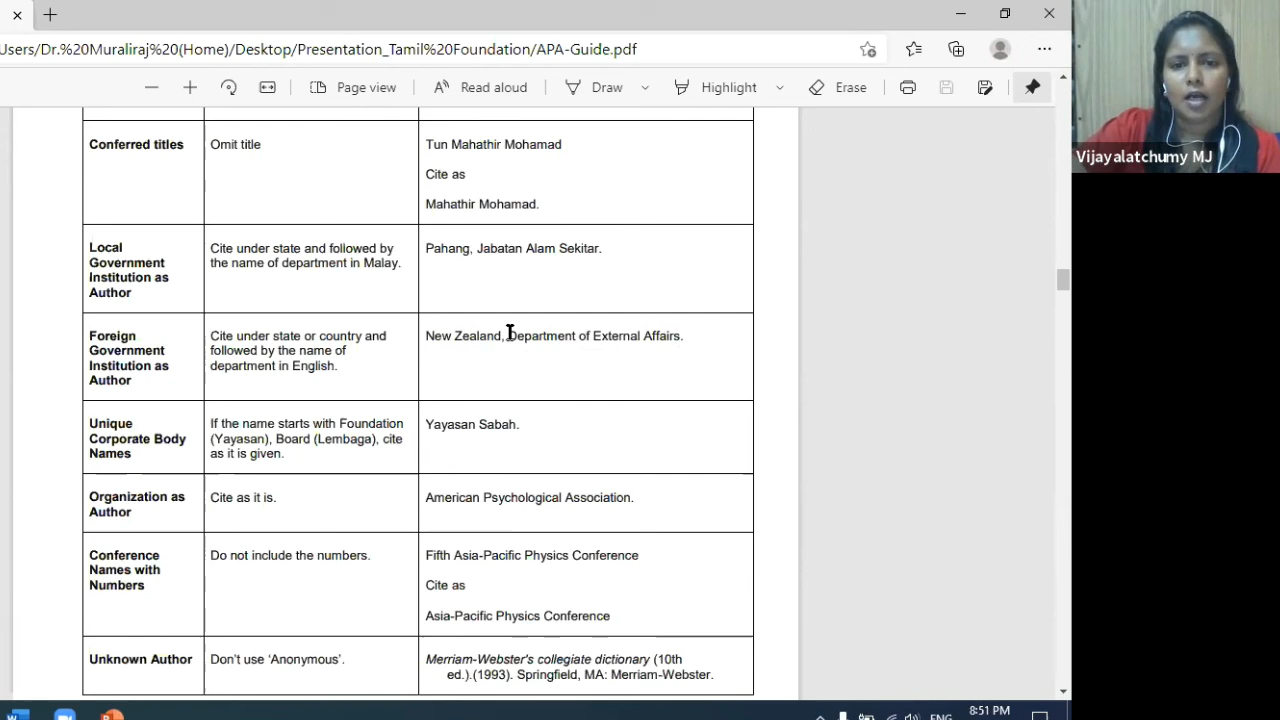 Users/Dr.%20Muraliraj%20(Home)/Desktop/Presentation_Tamil%20Foundation/APA-Guide.pdf
Page view
Read aloud
Draw
Highlight
Erase
Vijayalatchumy MJ
Conferred titles
Omit title
Tun Mahathir Mohamad
Cite as
Mahathir Mohamad.
Local
Government
Institution as
Author
Cite under state and followed by
the name of department in Malay.
Pahang, Jabatan Alam Sekitar.
Foreign
Government
Institution as
Author
Cite under state or country and
followed by the name of
department in English.
New Zealand, Department of External Affairs.
Unique
Corporate Body
Names
If the name starts with Foundation
(Yayasan), Board (Lembaga), cite
as it is given.
Yayasan Sabah.
Organization as
Author
Cite as it is.
American Psychological Association.
Conference
Names with
Numbers
Do not include the numbers.
Fifth Asia-Pacific Physics Conference
Cite as
Asia-Pacific Physics Conference
Unknown Author
Don't use ‘Anonymous’.
Merriam-Webster's collegiate dictionary (10th
ed.).(1993). Springfield, MA: Merriam-Webster.
ENG
8:51 PM